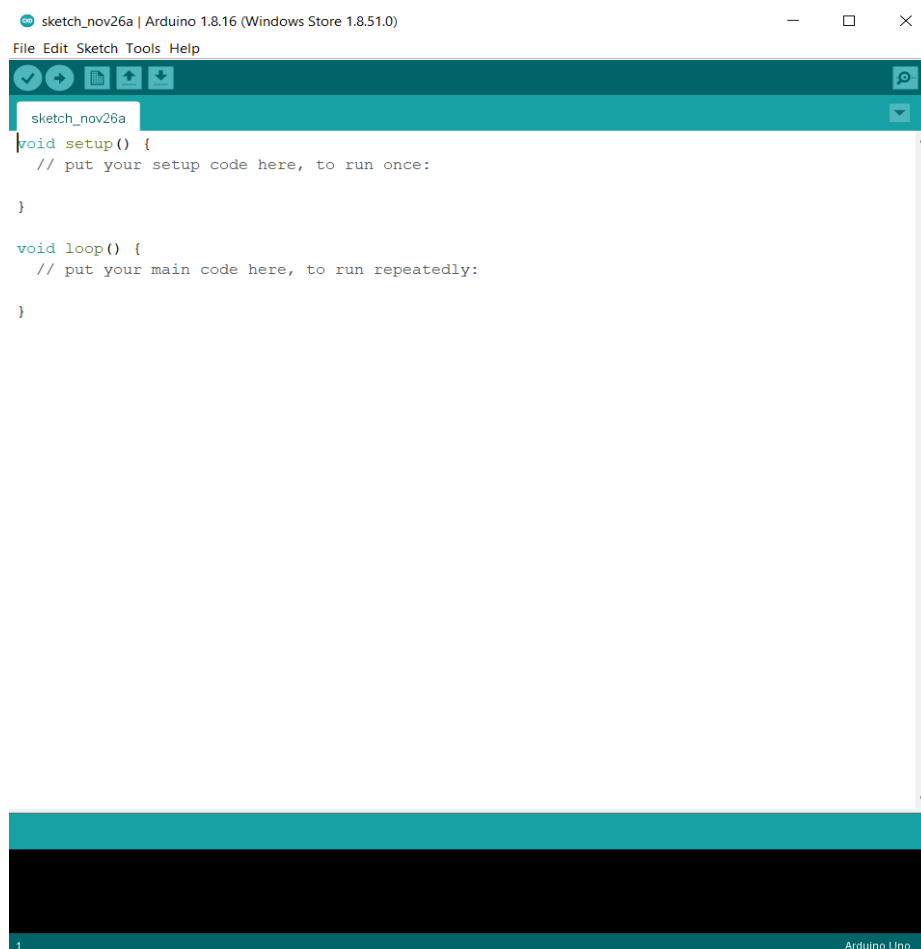 sketch_nov26a | Arduino 1.8.16 (Windows Store 1.8.51.0)
File Edit Sketch Tools Help
sketch_nov26a
void setup() {
  // put your setup code here, to run once:
}
void loop() {
  // put your main code here, to run repeatedly:
}
1 Arduino Uno